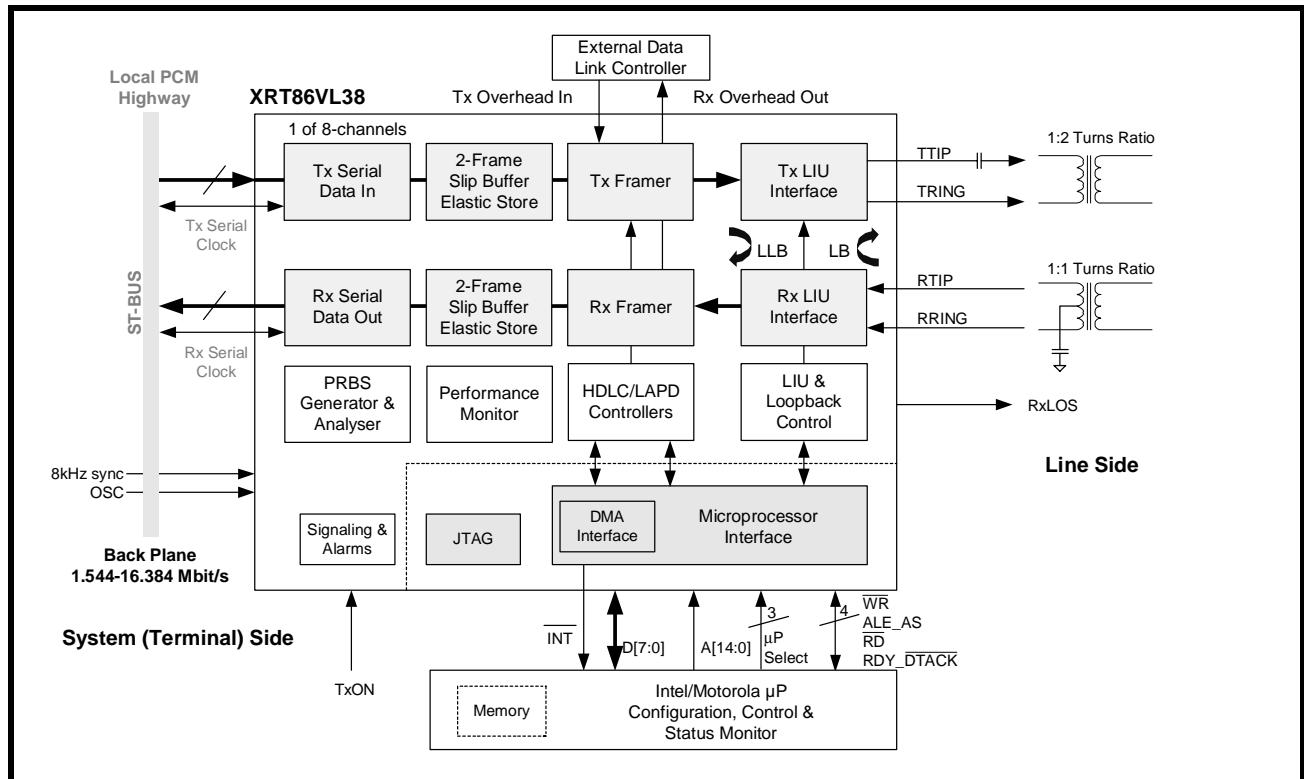 External Data
Link Controller
Local PCM
Highway
XRT86VL38
Tx Overhead In
Rx Overhead Out
1 of 8-channels
Tx Serial
Data In
2-Frame
Slip Buffer
Elastic Store
Tx Framer
Tx LIU
Interface
TTIP
TRING
1:2 Turns Ratio
Tx Serial
Clock
LLB
LB
ST-BUS
Rx Serial
Data Out
2-Frame
Slip Buffer
Elastic Store
Rx Framer
Rx LIU
Interface
RTIP
RRING
1:1 Turns Ratio
Rx Serial
Clock
PRBS
Generator &
Analyser
Performance
Monitor
HDLC/LAPD
Controllers
LIU &
Loopback
Control
RxLOS
Line Side
8kHz sync
OSC
Signaling &
Alarms
JTAG
DMA
Interface
Microprocessor
Interface
Back Plane
1.544-16.384 Mbit/s
System (Terminal) Side
TxON
INT
D[7:0]
A[14:0]
3
µP
Select
4
WR
ALE_AS
RD
RDY_DTACK
Memory
Intel/Motorola µP
Configuration, Control &
Status Monitor